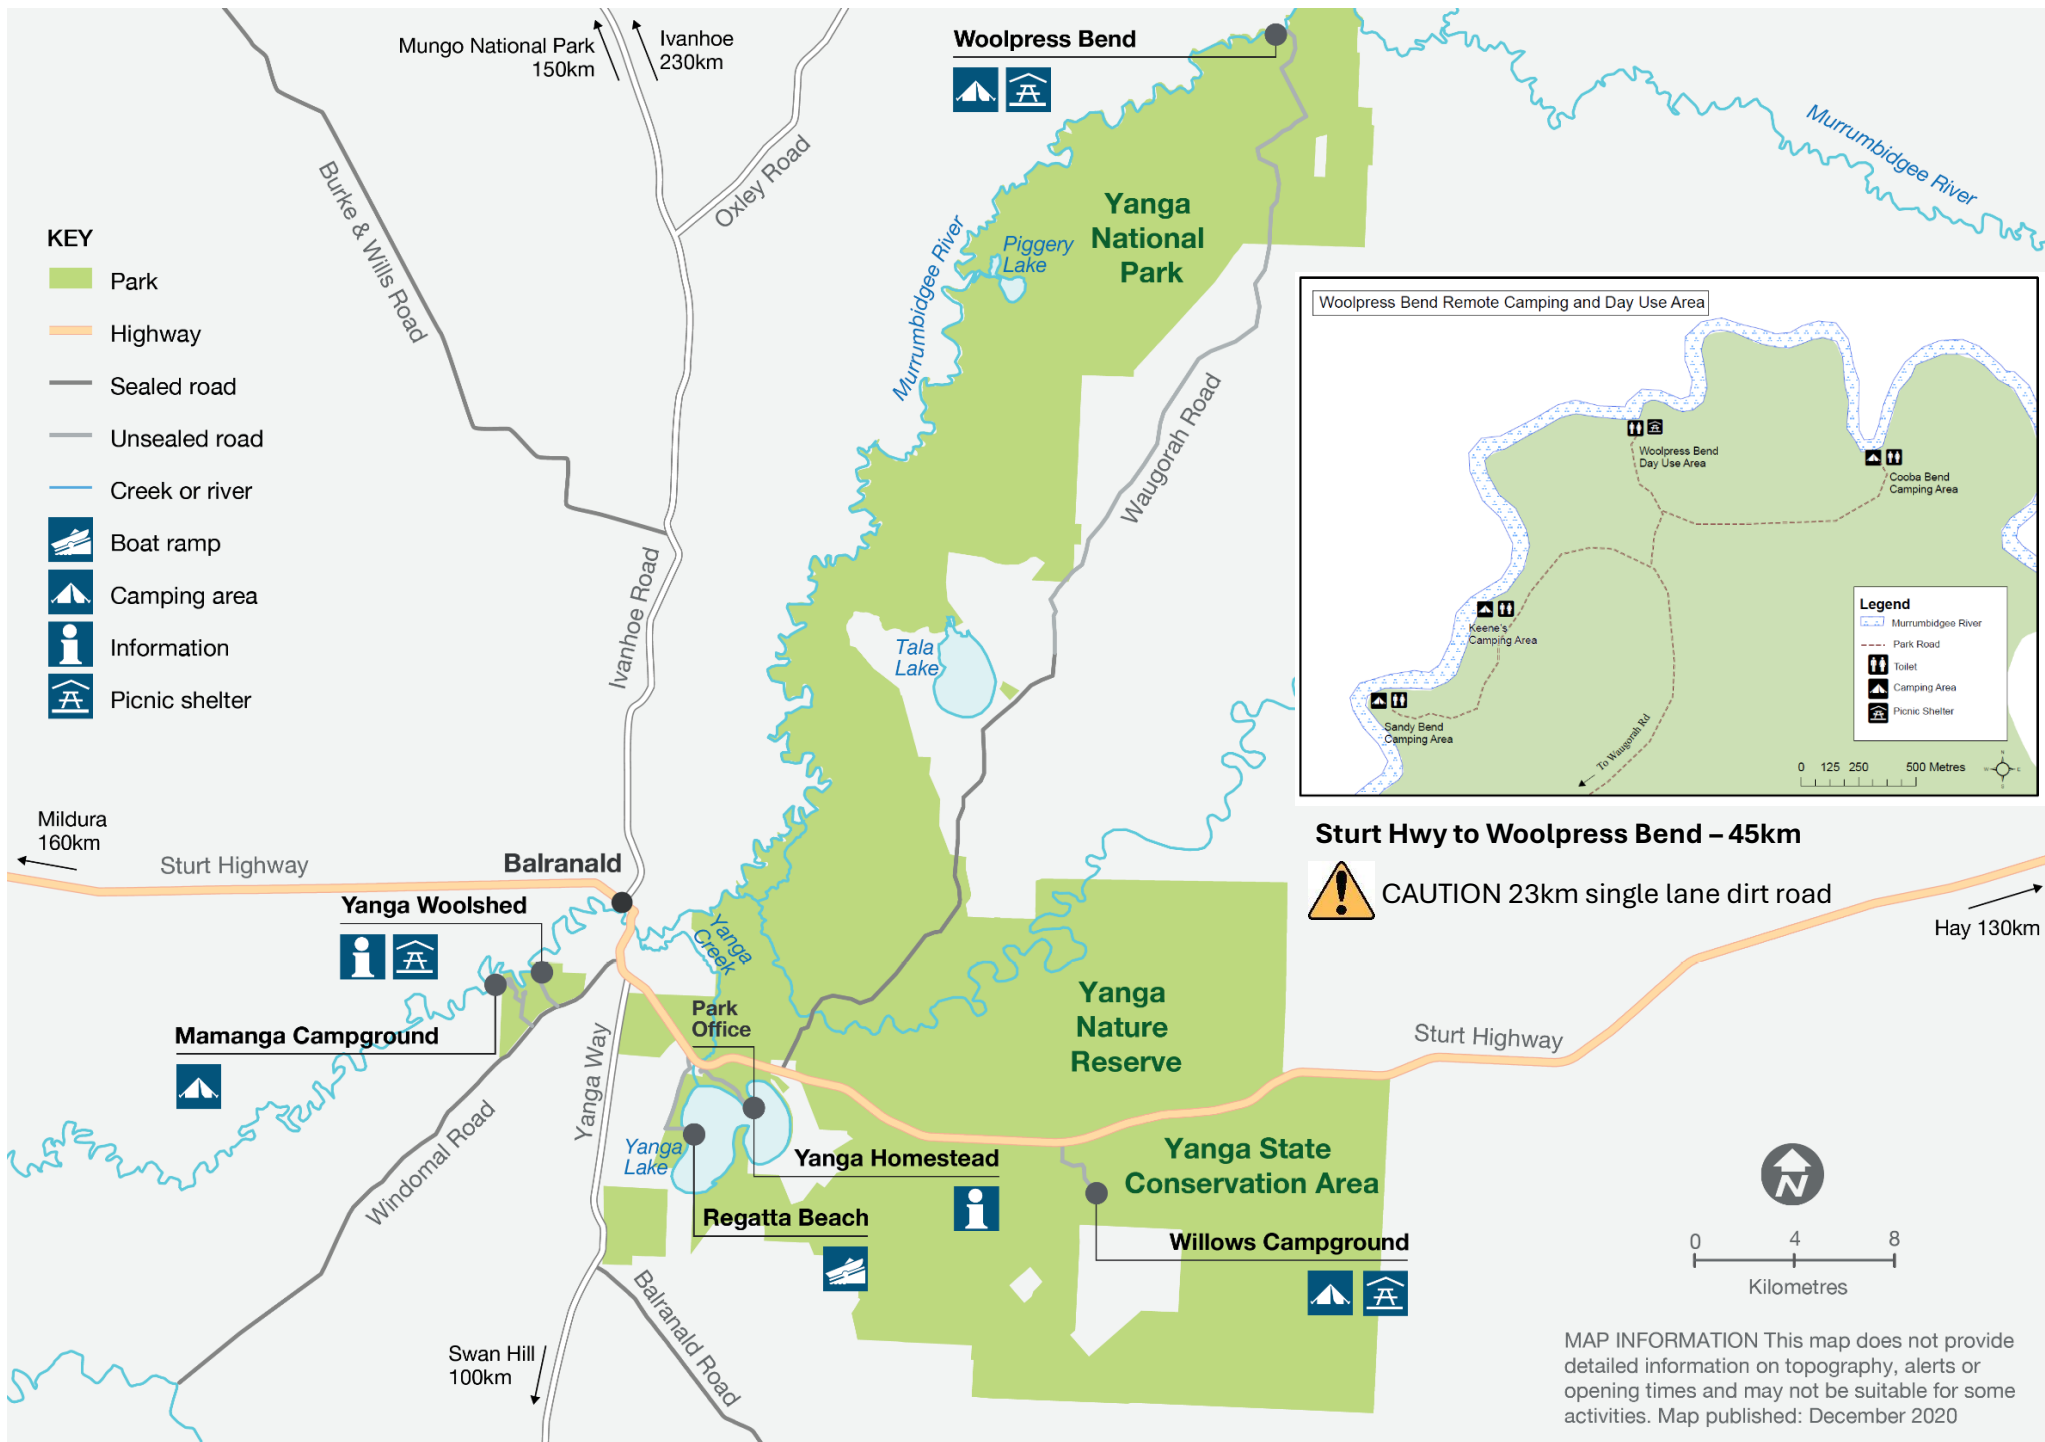 Mungo National Park
150km
Ivanhoe
230km
Woolpress Bend
Murrumbidgee River
Oxley Road
Burke & Wills Road
Yanga
National
Park
Murrumbidgee River
Piggery
Lake
KEY
Park
Highway
Sealed road
Unsealed road
Creek or river
Boat ramp
Camping area
Information
Picnic shelter
Waugorah Road
Ivanhoe Road
Tala
Lake
Woolpress Bend Remote Camping and Day Use Area
Woolpress Bend
Day Use Area
Cooba Bend
Camping Area
Keene's
Camping Area
Sandy Bend
Camping Area
To Waugorah Rd
Legend
Murrumbidgee River
Park Road
Toilet
Camping Area
Picnic Shelter
0 125 250 500 Metres
N
W E
S
Sturt Hwy to Woolpress Bend – 45km
CAUTION 23km single lane dirt road
Mildura
160km
Sturt Highway
Balranald
Yanga Woolshed
Yanga
Creek
Hay 130km
Park
Office
Mamanga Campground
Yanga
Nature
Reserve
Sturt Highway
Yanga Way
Windomal Road
Yanga
Lake
Yanga Homestead
Yanga State
Conservation Area
Regatta Beach
Willows Campground
Balranald Road
Swan Hill
100km
N
0 4 8
Kilometres
MAP INFORMATION This map does not provide
detailed information on topography, alerts or
opening times and may not be suitable for some
activities. Map published: December 2020